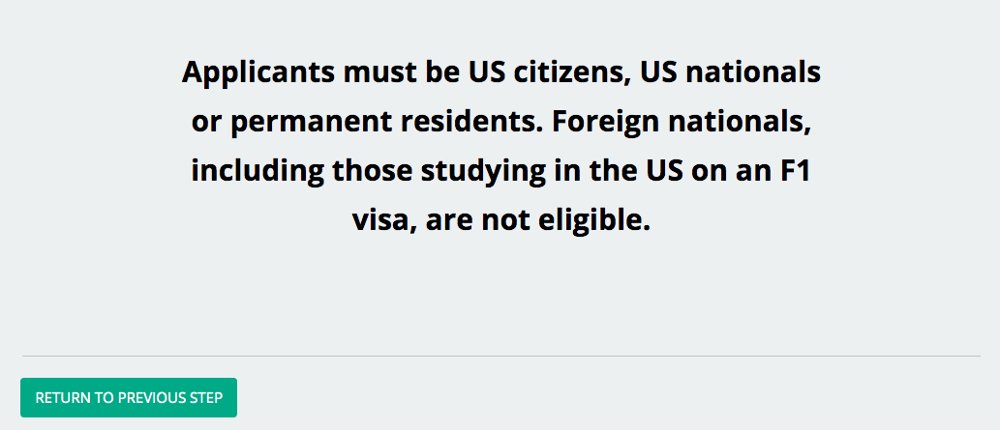 Applicants must be US citizens, US nationals
or permanent residents. Foreign nationals,
including those studying in the US on an F1
visa, are not eligible.
RETURN TO PREVIOUS STEP